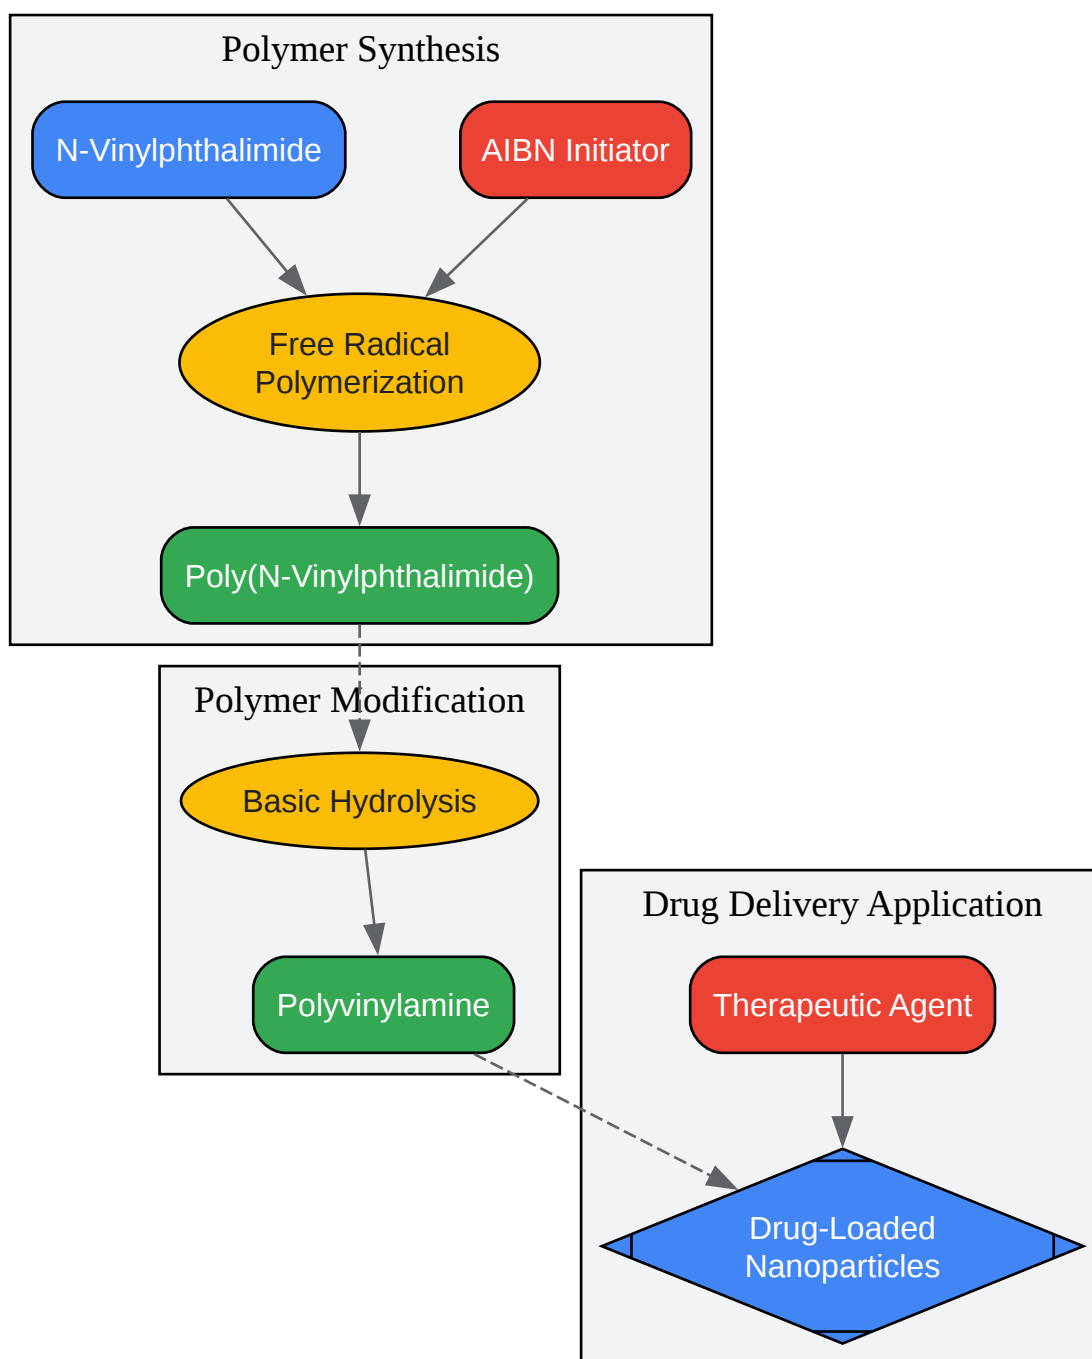 Polymer Synthesis
N-Vinylphthalimide
AIBN Initiator
Free Radical
Polymerization
Poly(N-Vinylphthalimide)
Polymer Modification
Basic Hydrolysis
Polyvinylamine
Drug Delivery Application
Therapeutic Agent
Drug-Loaded
Nanoparticles